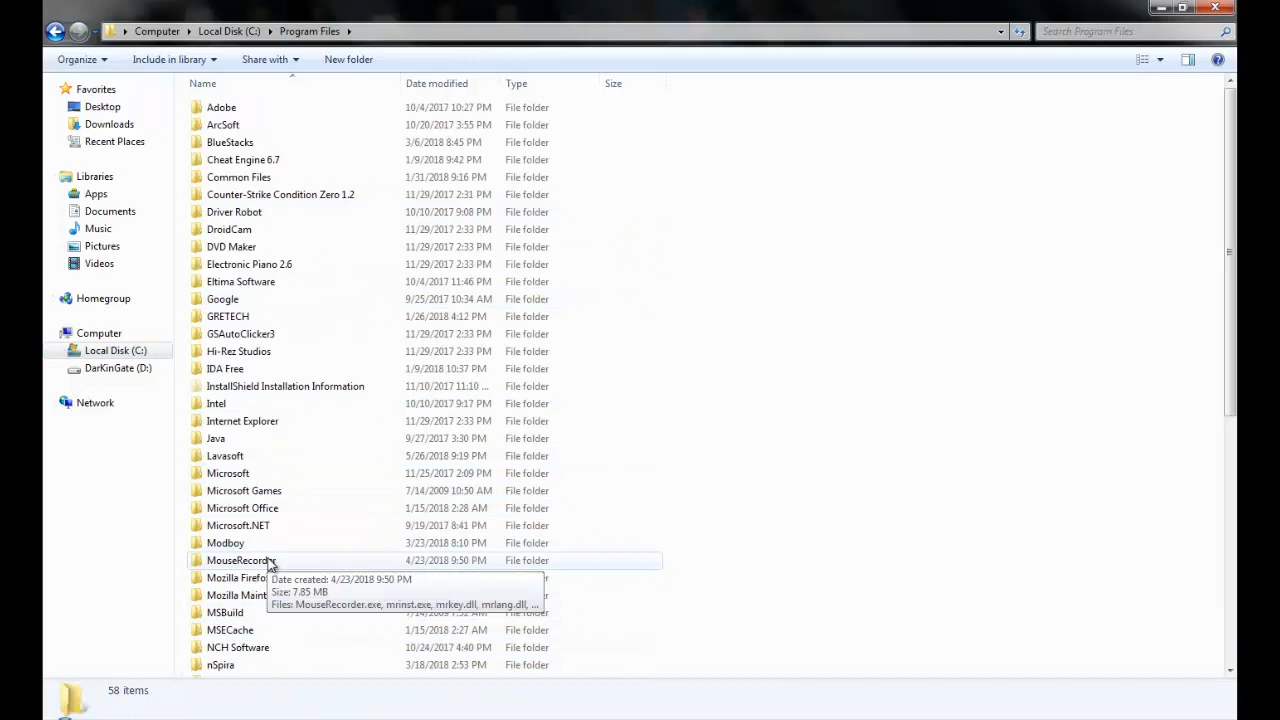 Computer Local Disk (C:) Program Files
Search Program Files
Organize Include in library Share with New folder
Name Date modified Type Size
Favorites
Desktop
Downloads
Recent Places
Libraries
Apps
Documents
Music
Pictures
Videos
Homegroup
Computer
Local Disk (C:)
DarKinGate (D:)
Network
Adobe 10/4/2017 10:27 PM File folder
ArcSoft 10/20/2017 3:55 PM File folder
BlueStacks 3/6/2018 8:45 PM File folder
Cheat Engine 6.7 1/9/2018 9:42 PM File folder
Common Files 1/31/2018 9:16 PM File folder
Counter-Strike Condition Zero 1.2 11/29/2017 2:31 PM File folder
Driver Robot 10/10/2017 9:08 PM File folder
DroidCam 11/29/2017 2:33 PM File folder
DVD Maker 11/29/2017 2:33 PM File folder
Electronic Piano 2.6 11/29/2017 2:33 PM File folder
Eltima Software 10/4/2017 11:46 PM File folder
Google 9/25/2017 10:34 AM File folder
GRETECH 1/26/2018 4:12 PM File folder
GSAutoClicker3 11/29/2017 2:33 PM File folder
Hi-Rez Studios 11/29/2017 2:33 PM File folder
IDA Free 1/9/2018 10:37 PM File folder
InstallShield Installation Information 11/10/2017 11:10 ... File folder
Intel 10/10/2017 9:17 PM File folder
Internet Explorer 11/29/2017 2:33 PM File folder
Java 9/27/2017 3:30 PM File folder
Lavasoft 5/26/2018 9:19 PM File folder
Microsoft 11/25/2017 2:09 PM File folder
Microsoft Games 7/14/2009 10:50 AM File folder
Microsoft Office 1/15/2018 2:28 AM File folder
Microsoft.NET 9/19/2017 8:41 PM File folder
Modboy 3/23/2018 8:10 PM File folder
MouseRecorder 4/23/2018 9:50 PM File folder
Mozilla Firefo
Date created: 4/23/2018 9:50 PM
Mozilla Maint
Size: 7.85 MB
Files: MouseRecorder.exe, mrinst.exe, mrkey.dll, mrlang.dll, ...
MSBuild File folder
MSECache 1/15/2018 2:27 AM File folder
NCH Software 10/24/2017 4:40 PM File folder
nSpira 3/18/2018 2:53 PM File folder
58 items